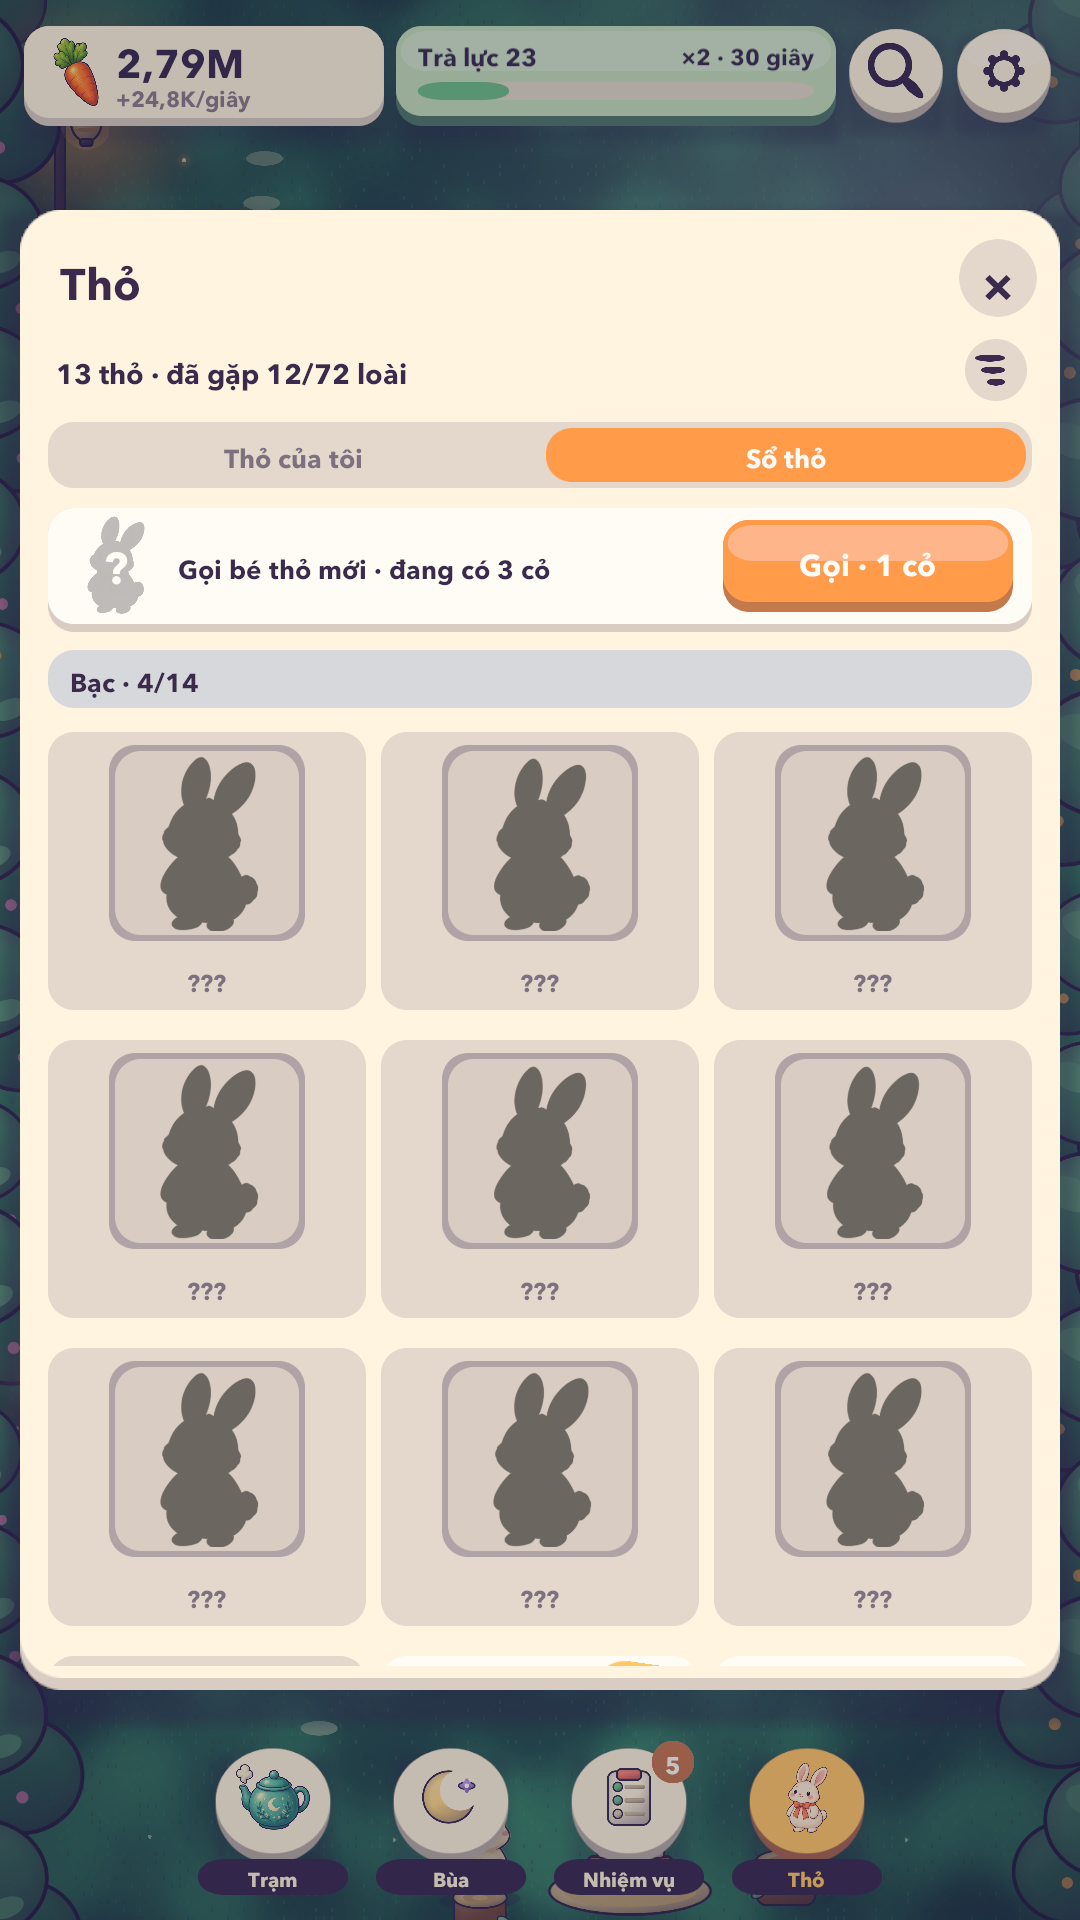 2,79M
+24,8K/giây
Trà lực 23
×2 · 30 giây
Thỏ
13 thỏ · đã gặp 12/72 loài
Thỏ của tôi
Sổ thỏ
?
Gọi bé thỏ mới · đang có 3 cỏ
Gọi · 1 cỏ
Bạc · 4/14
???
???
???
???
???
???
???
???
???
5
Trạm
Bùa
Nhiệm vụ
Thỏ